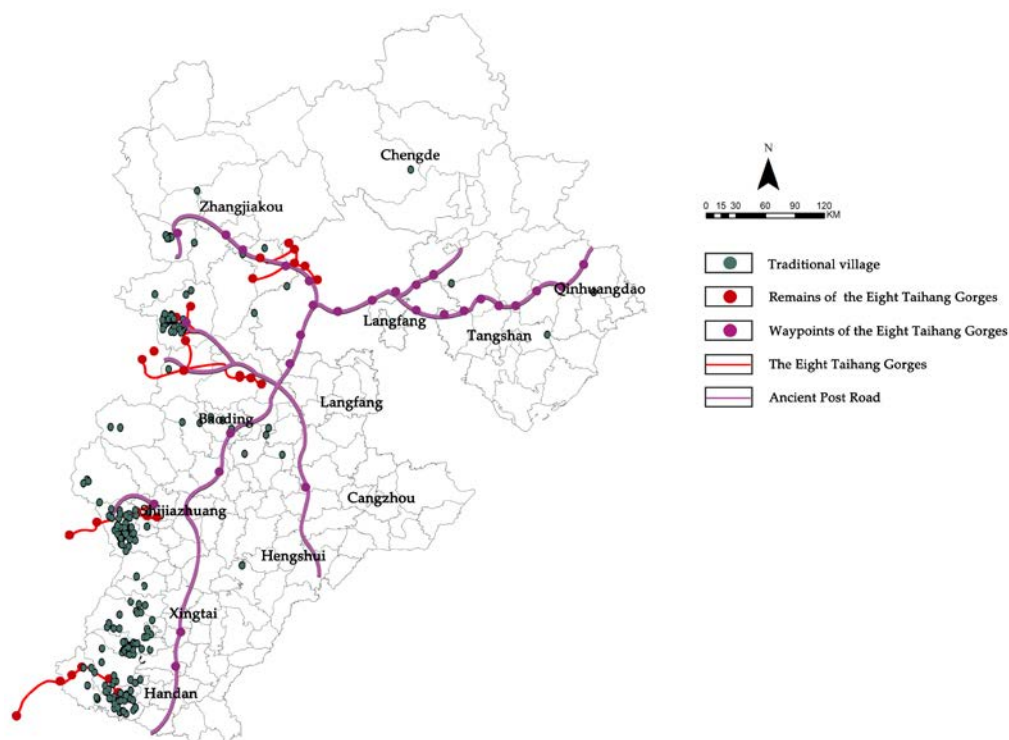 Chengde
Zhangjiakou
Qinhuangdao
Langfang
Tangshan
Langfang
Baoding
Cangzhou
Shijiazhuang
Hengshui
Xingtai
Handan
N
0 15 30 60 90 120
KM
Traditional village
Remains of the Eight Taihang Gorges
Waypoints of the Eight Taihang Gorges
The Eight Taihang Gorges
Ancient Post Road